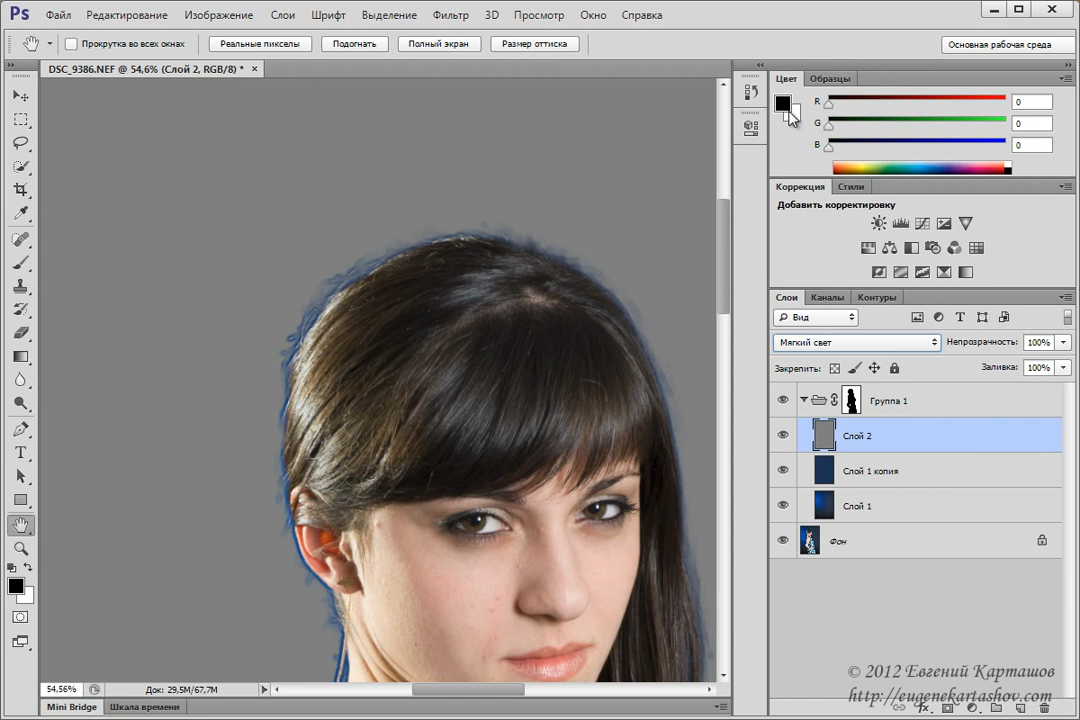 Ps Файл Редактирование Изображение Слои Шрифт Выделение Фильтр 3D Просмотр Окно Справка
Прокрутка во всех окнах Реальные пикселы Подогнать Полный экран Размер оттиска Основная рабочая среда
DSC_9386.NEF @ 54,6% (Слой 2, RGB/8) * ×
Цвет Образцы
R 0
G 0
B 0
Коррекция Стили
Добавить корректировку
Слои Каналы Контуры
Вид
Мягкий свет Непрозрачность: 100%
Закрепить: Заливка: 100%
Группа 1
Слой 2
Слой 1 копия
Слой 1
Фон
© 2012 Евгений Карташов
http://eugenekartashov.com
54,56% Док: 29,5M/67,7M
Mini Bridge Шкала времени